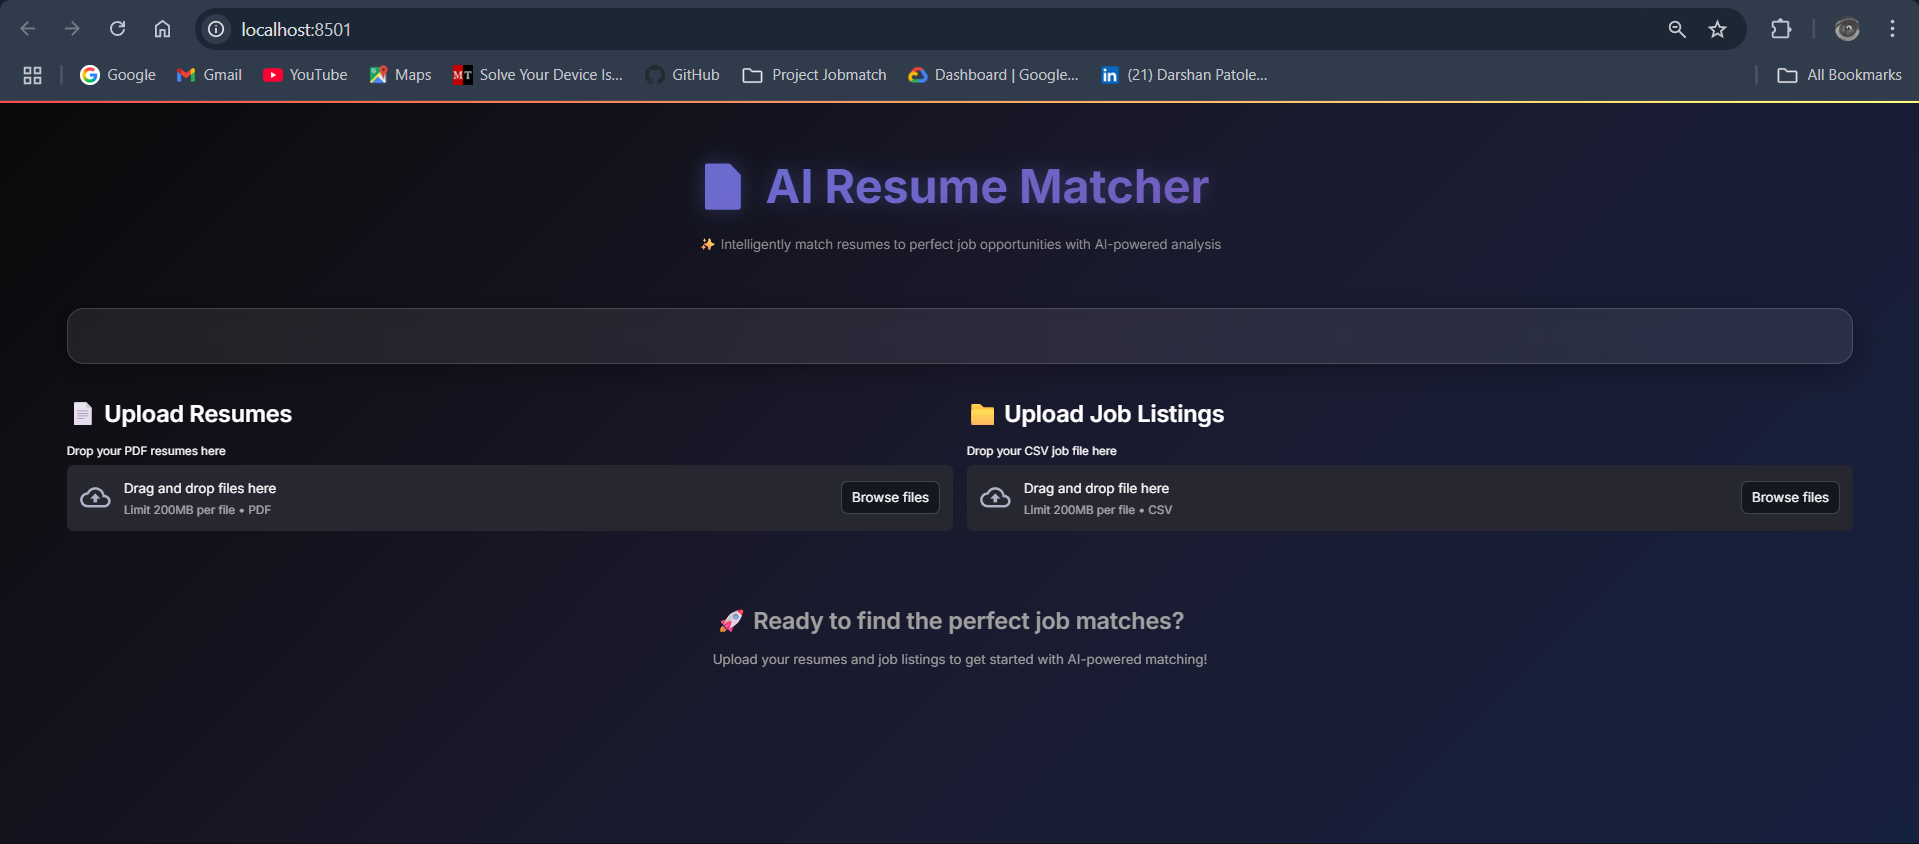 localhost:8501
Google Gmail YouTube Maps MT Solve Your Device Is... GitHub Project Jobmatch Dashboard | Google... in (21) Darshan Patole... All Bookmarks
AI Resume Matcher
✨ Intelligently match resumes to perfect job opportunities with AI-powered analysis
Upload Resumes
Drop your PDF resumes here
Drag and drop files here
Limit 200MB per file • PDF
Browse files
Upload Job Listings
Drop your CSV job file here
Drag and drop file here
Limit 200MB per file • CSV
Browse files
🚀 Ready to find the perfect job matches?
Upload your resumes and job listings to get started with AI-powered matching!